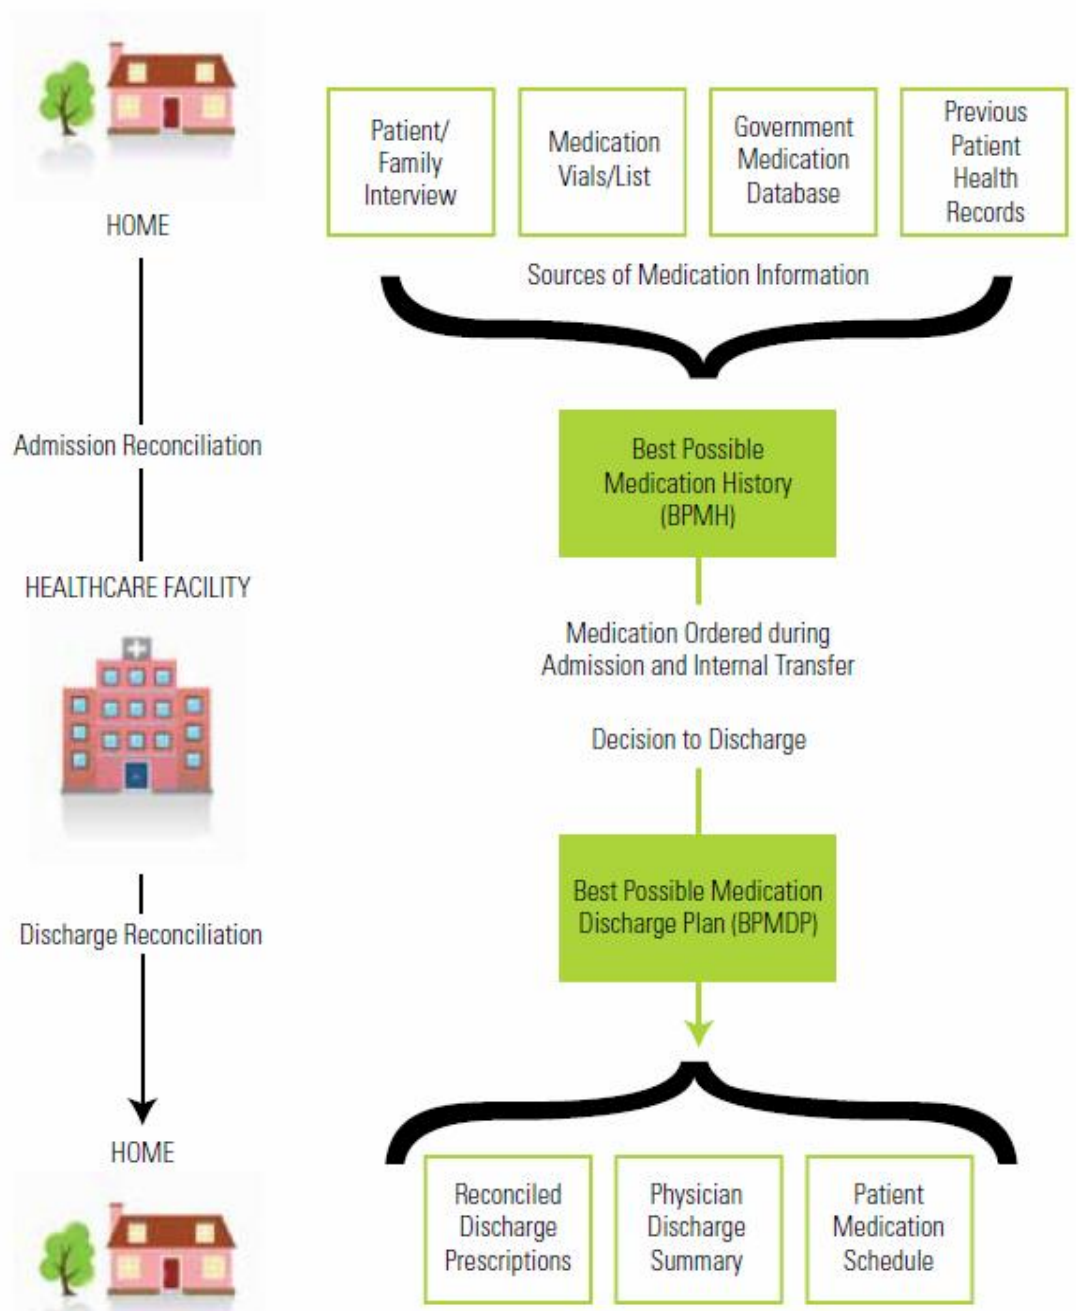 HOME
Admission Reconciliation
HEALTHCARE FACILITY
Discharge Reconciliation
HOME
Patient/
Family
Interview
Medication
Vials/List
Government
Medication
Database
Previous
Patient
Health
Records
Sources of Medication Information
Best Possible
Medication History
(BPMH)
Medication Ordered during
Admission and Internal Transfer
Decision to Discharge
Best Possible Medication
Discharge Plan (BPMDP)
Reconciled
Discharge
Prescriptions
Physician
Discharge
Summary
Patient
Medication
Schedule